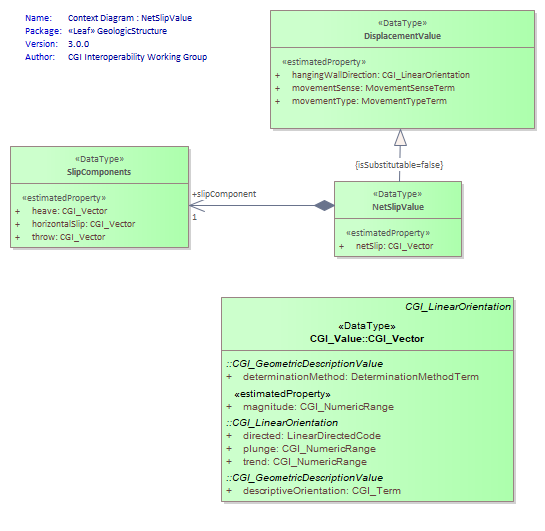 Name: Context Diagram : NetSlipValue
Package: «Leaf» GeologicStructure
Version: 3.0.0
Author: CGI Interoperability Working Group
«DataType»
DisplacementValue
«estimatedProperty»
+ hangingWallDirection: CGI_LinearOrientation
+ movementSense: MovementSenseTerm
+ movementType: MovementTypeTerm
{isSubstitutable=false}
«DataType»
SlipComponents
«estimatedProperty»
+ heave: CGI_Vector
+ horizontalSlip: CGI_Vector
+ throw: CGI_Vector
+slipComponent
1
«DataType»
NetSlipValue
«estimatedProperty»
+ netSlip: CGI_Vector
CGI_LinearOrientation
«DataType»
CGI_Value::CGI_Vector
::CGI_GeometricDescriptionValue
+ determinationMethod: DeterminationMethodTerm
«estimatedProperty»
+ magnitude: CGI_NumericRange
::CGI_LinearOrientation
+ directed: LinearDirectedCode
+ plunge: CGI_NumericRange
+ trend: CGI_NumericRange
::CGI_GeometricDescriptionValue
+ descriptiveOrientation: CGI_Term